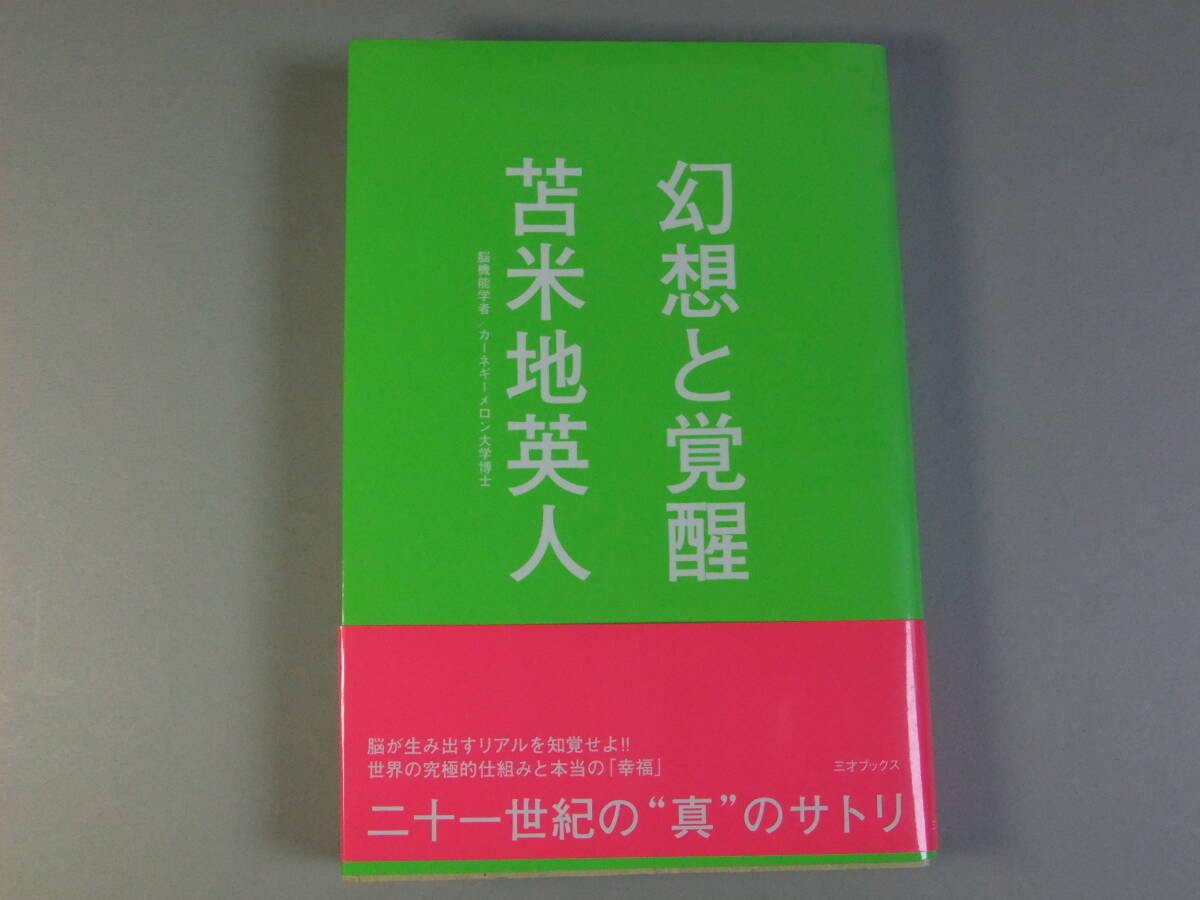 幻想と覚醒
苫米地英人
脳機能学者／カーネギーメロン大学博士
脳が生み出すリアルを知覚せよ!!
世界の究極的仕組みと本当の「幸福」
三才ブックス
二十一世紀の“真”のサトリ